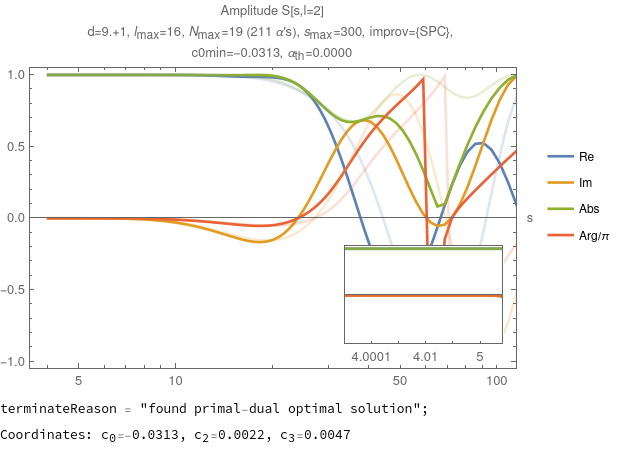 Amplitude S[s,l=2]
d=9.+1, lmax=16, Nmax=19 (211 α's), smax=300, improv={SPC},
c0min=-0.0313, αth=0.0000
1.0
0.5
0.0
-0.5
-1.0
s
Re
Im
Abs
Arg/π
4.0001 4.01 5
5 10 50 100
terminateReason = "found primal-dual optimal solution";
Coordinates: c0=-0.0313, c2=0.0022, c3=0.0047